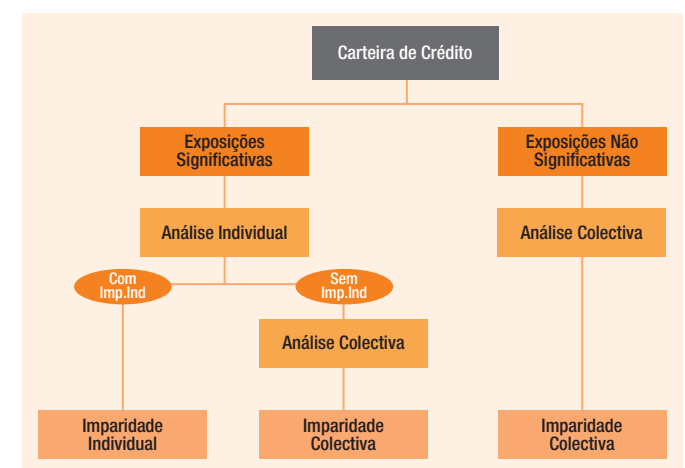 Carteira de Crédito
Exposições
Significativas
Exposições Não
Significativas
Análise Individual
Análise Colectiva
Com
Imp.Ind
Sem
Imp.Ind
Análise Colectiva
Imparidade
Individual
Imparidade
Colectiva
Imparidade
Colectiva